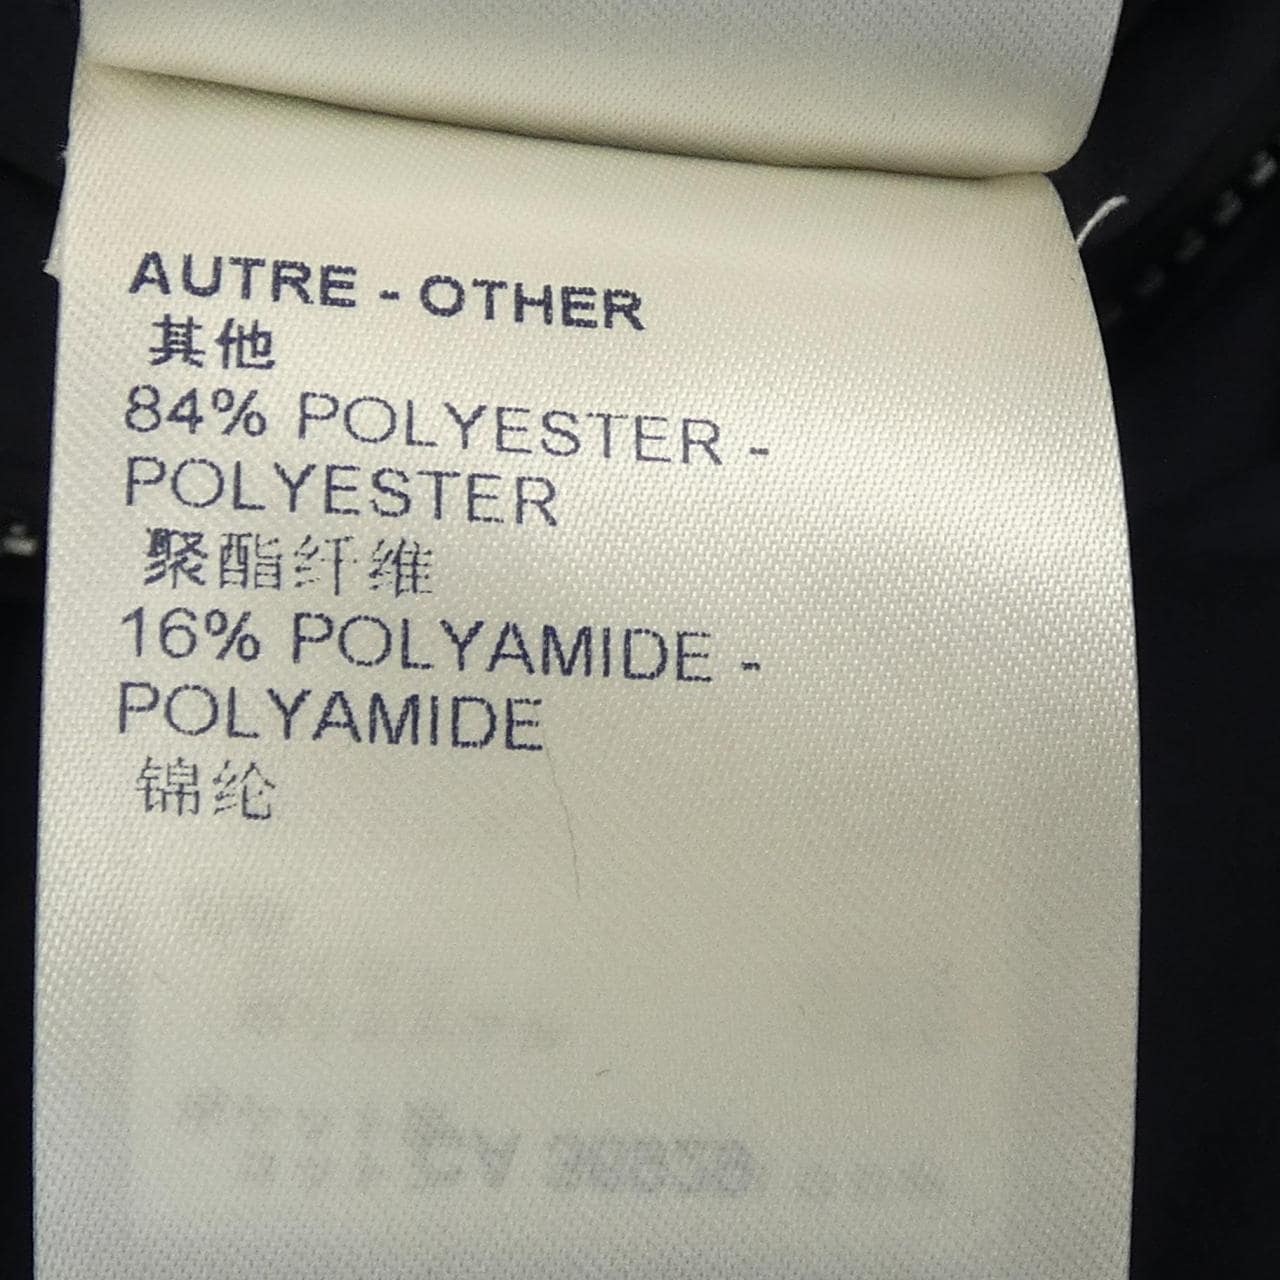 AUTRE - OTHER
其他
84% POLYESTER -
POLYESTER
聚酯纤维
16% POLYAMIDE -
POLYAMIDE
锦纶